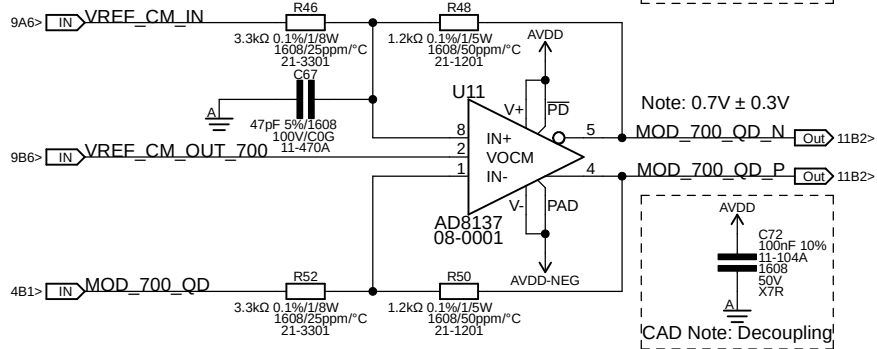 R46
R48
9A6>
IN
VREF_CM_IN
3.3kΩ 0.1%/1/8W
1608/25ppm/°C
21-3301
1.2kΩ 0.1%/1/5W
1608/50ppm/°C
21-1201
AVDD
C67
A
47pF 5%/1608
100V/C0G
11-470A
U11
V+
PD
Note: 0.7V ± 0.3V
8
IN+
5
MOD_700_QD_N
Out
11B2>
9B6>
IN
VREF_CM_OUT_700
2
VOCM
1
IN-
4
MOD_700_QD_P
Out
11B2>
V-
PAD
AD8137
08-0001
AVDD-NEG
AVDD
C72
100nF 10%
11-104A
1608
50V
X7R
A
CAD Note: Decoupling
4B1>
IN
MOD_700_QD
R52
R50
3.3kΩ 0.1%/1/8W
1608/25ppm/°C
21-3301
1.2kΩ 0.1%/1/5W
1608/50ppm/°C
21-1201